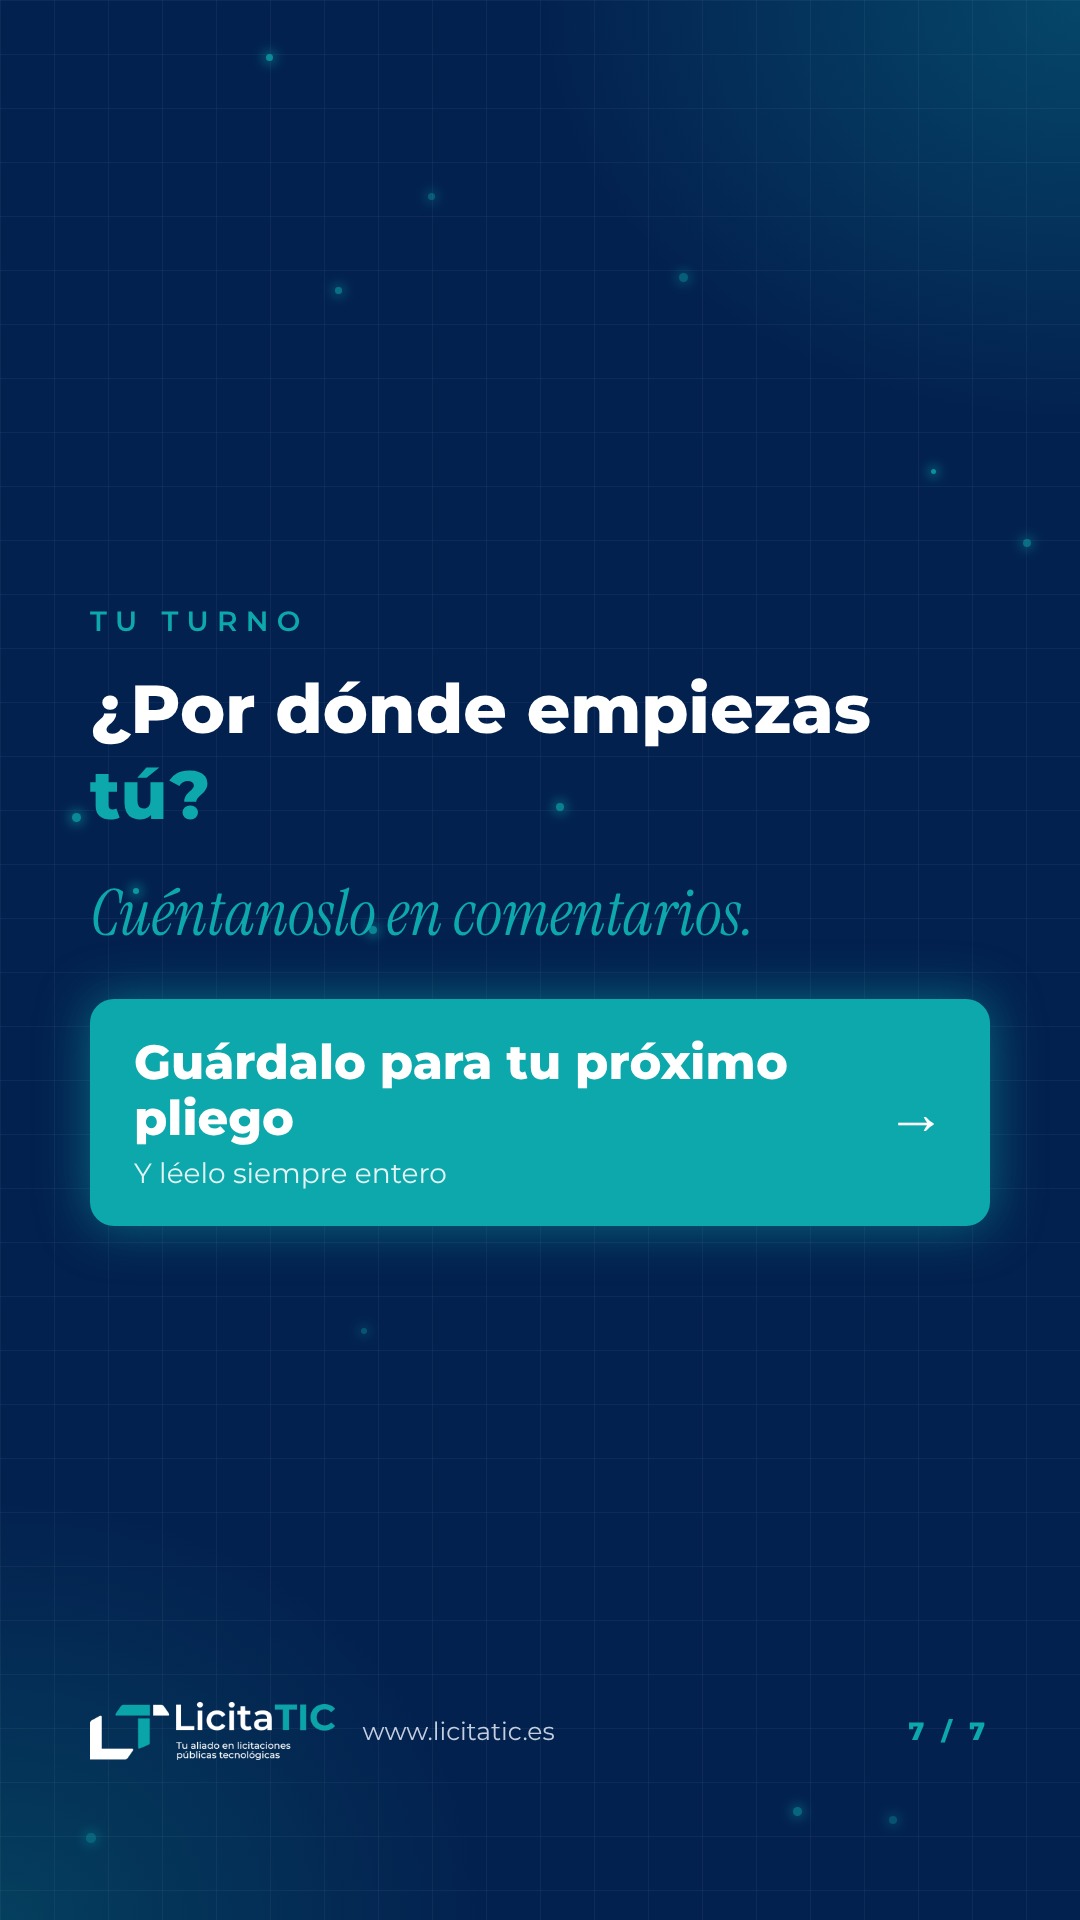 TU TURNO
¿Por dónde empiezas
tú?
Cuéntanoslo en comentarios.
Guárdalo para tu próximo
pliego
→
Y léelo siempre entero
LicitaTIC
Tu aliado en licitaciones
públicas tecnológicas
www.licitatic.es
7 / 7